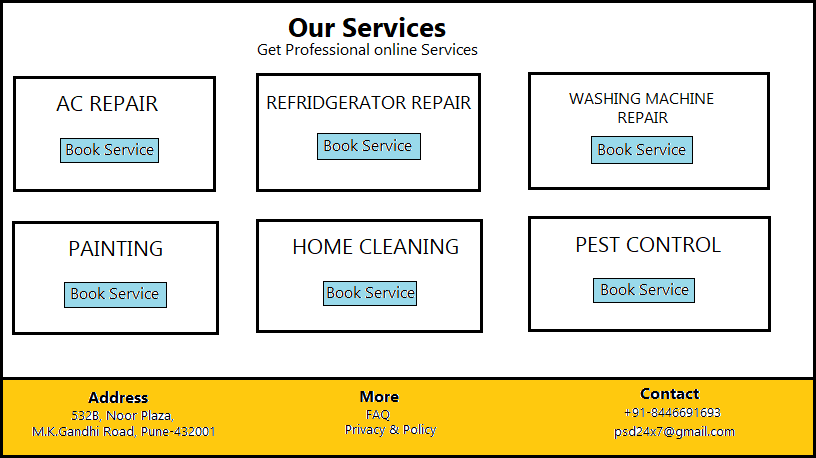 Our Services
Get Professional online Services
AC REPAIR
Book Service
REFRIDGERATOR REPAIR
Book Service
WASHING MACHINE
REPAIR
Book Service
PAINTING
Book Service
HOME CLEANING
Book Service
PEST CONTROL
Book Service
Address
532B, Noor Plaza,
M.K.Gandhi Road, Pune-432001
More
FAQ
Privacy & Policy
Contact
+91-8446691693
psd24x7@gmail.com